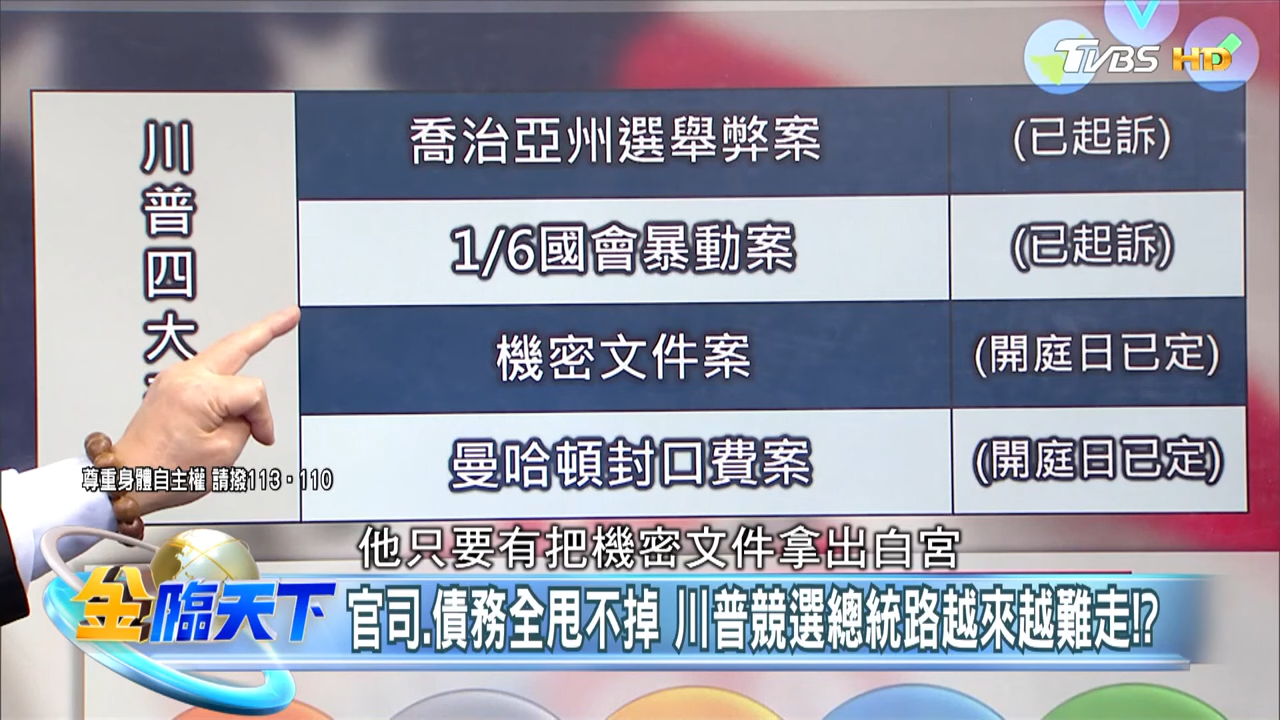 TVBS HD
川普四大
喬治亞州選舉弊案 (已起訴)
1/6國會暴動案 (已起訴)
機密文件案 (開庭日已定)
曼哈頓封口費案 (開庭日已定)
尊重身體自主權 請撥113‧110
他只要有把機密文件拿出白宮
金臨天下
官司.債務全甩不掉 川普競選總統路越來越難走!?